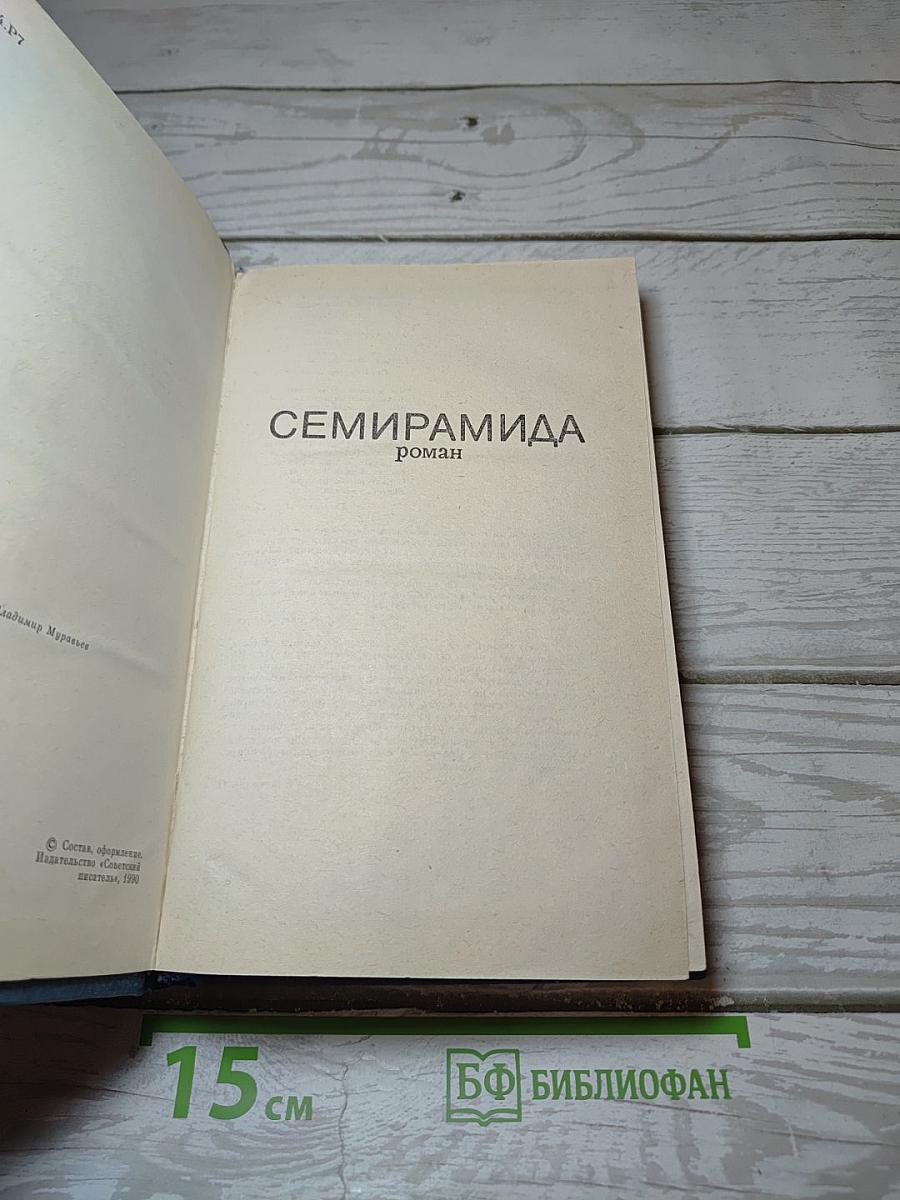 Р7
Владимир Муравьев
© Состав, оформление.
Издательство «Советский
писатель», 1990
СЕМИРАМИДА
роман
15 см
БФ БИБЛИОФАН